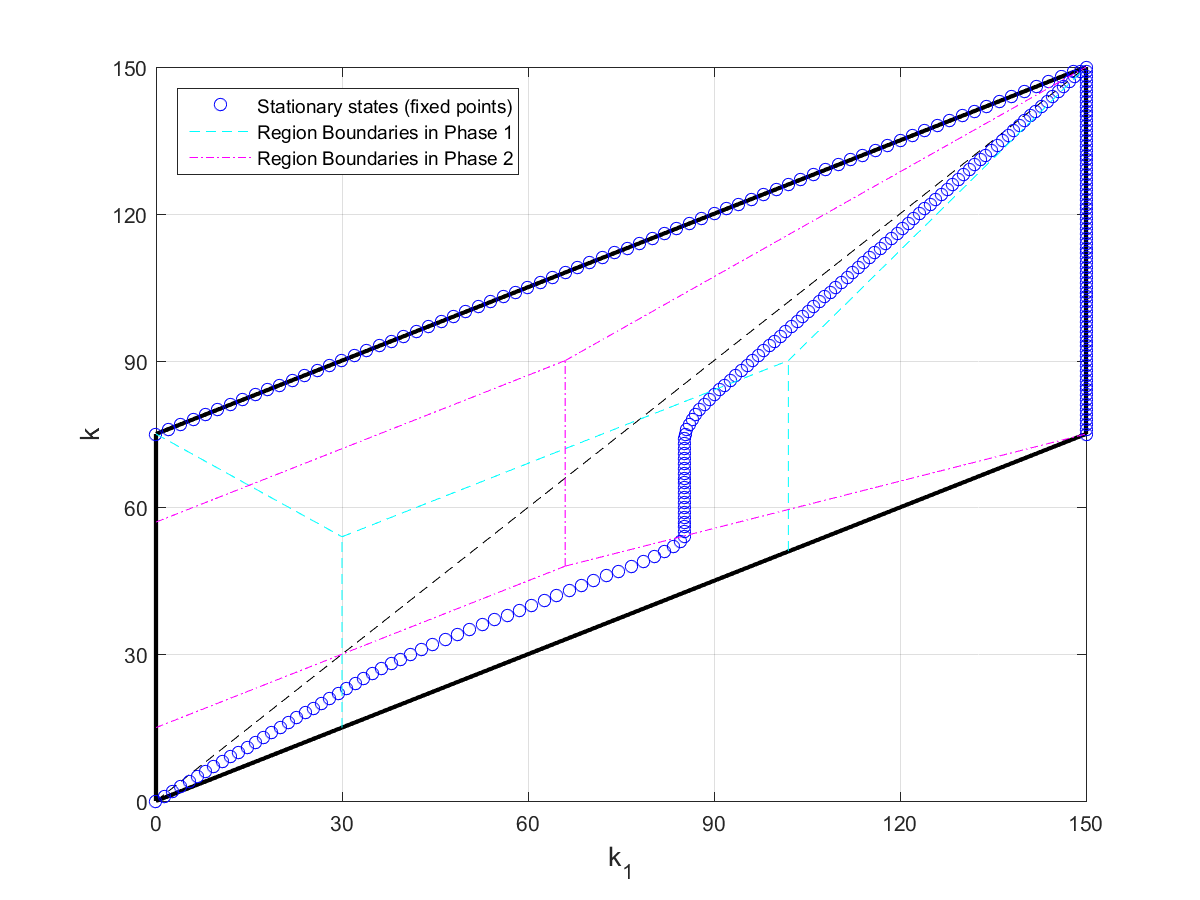 150
120
90
60
30
0
k
Stationary states (fixed points)
Region Boundaries in Phase 1
Region Boundaries in Phase 2
0 30 60 90 120 150
k₁